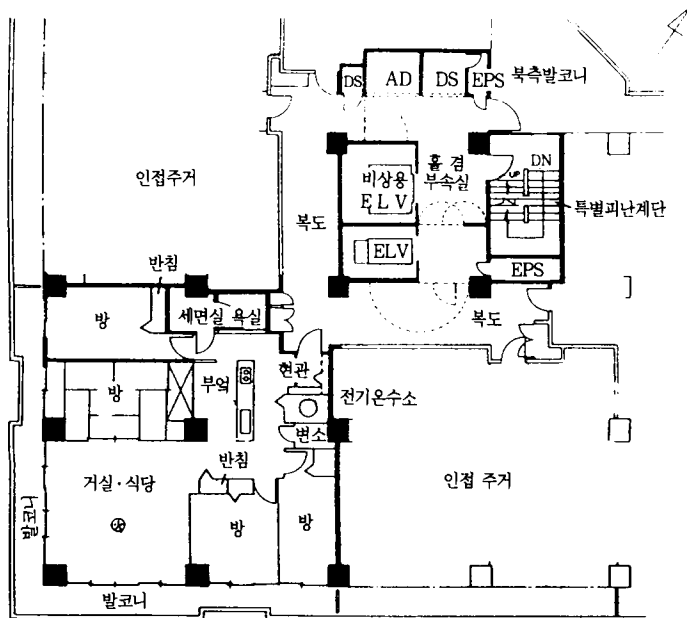 DS
AD
DS
EPS
북측발코니
인접주거
복도
비상용
ELV
홀 겸
부속실
DN
UP
특별피난계단
ELV
EPS
복도
반침
방
세면실
욕실
현관
방
부엌
전기온수소
변소
거실·식당
반침
방
방
인접 주거
발코니
발코니